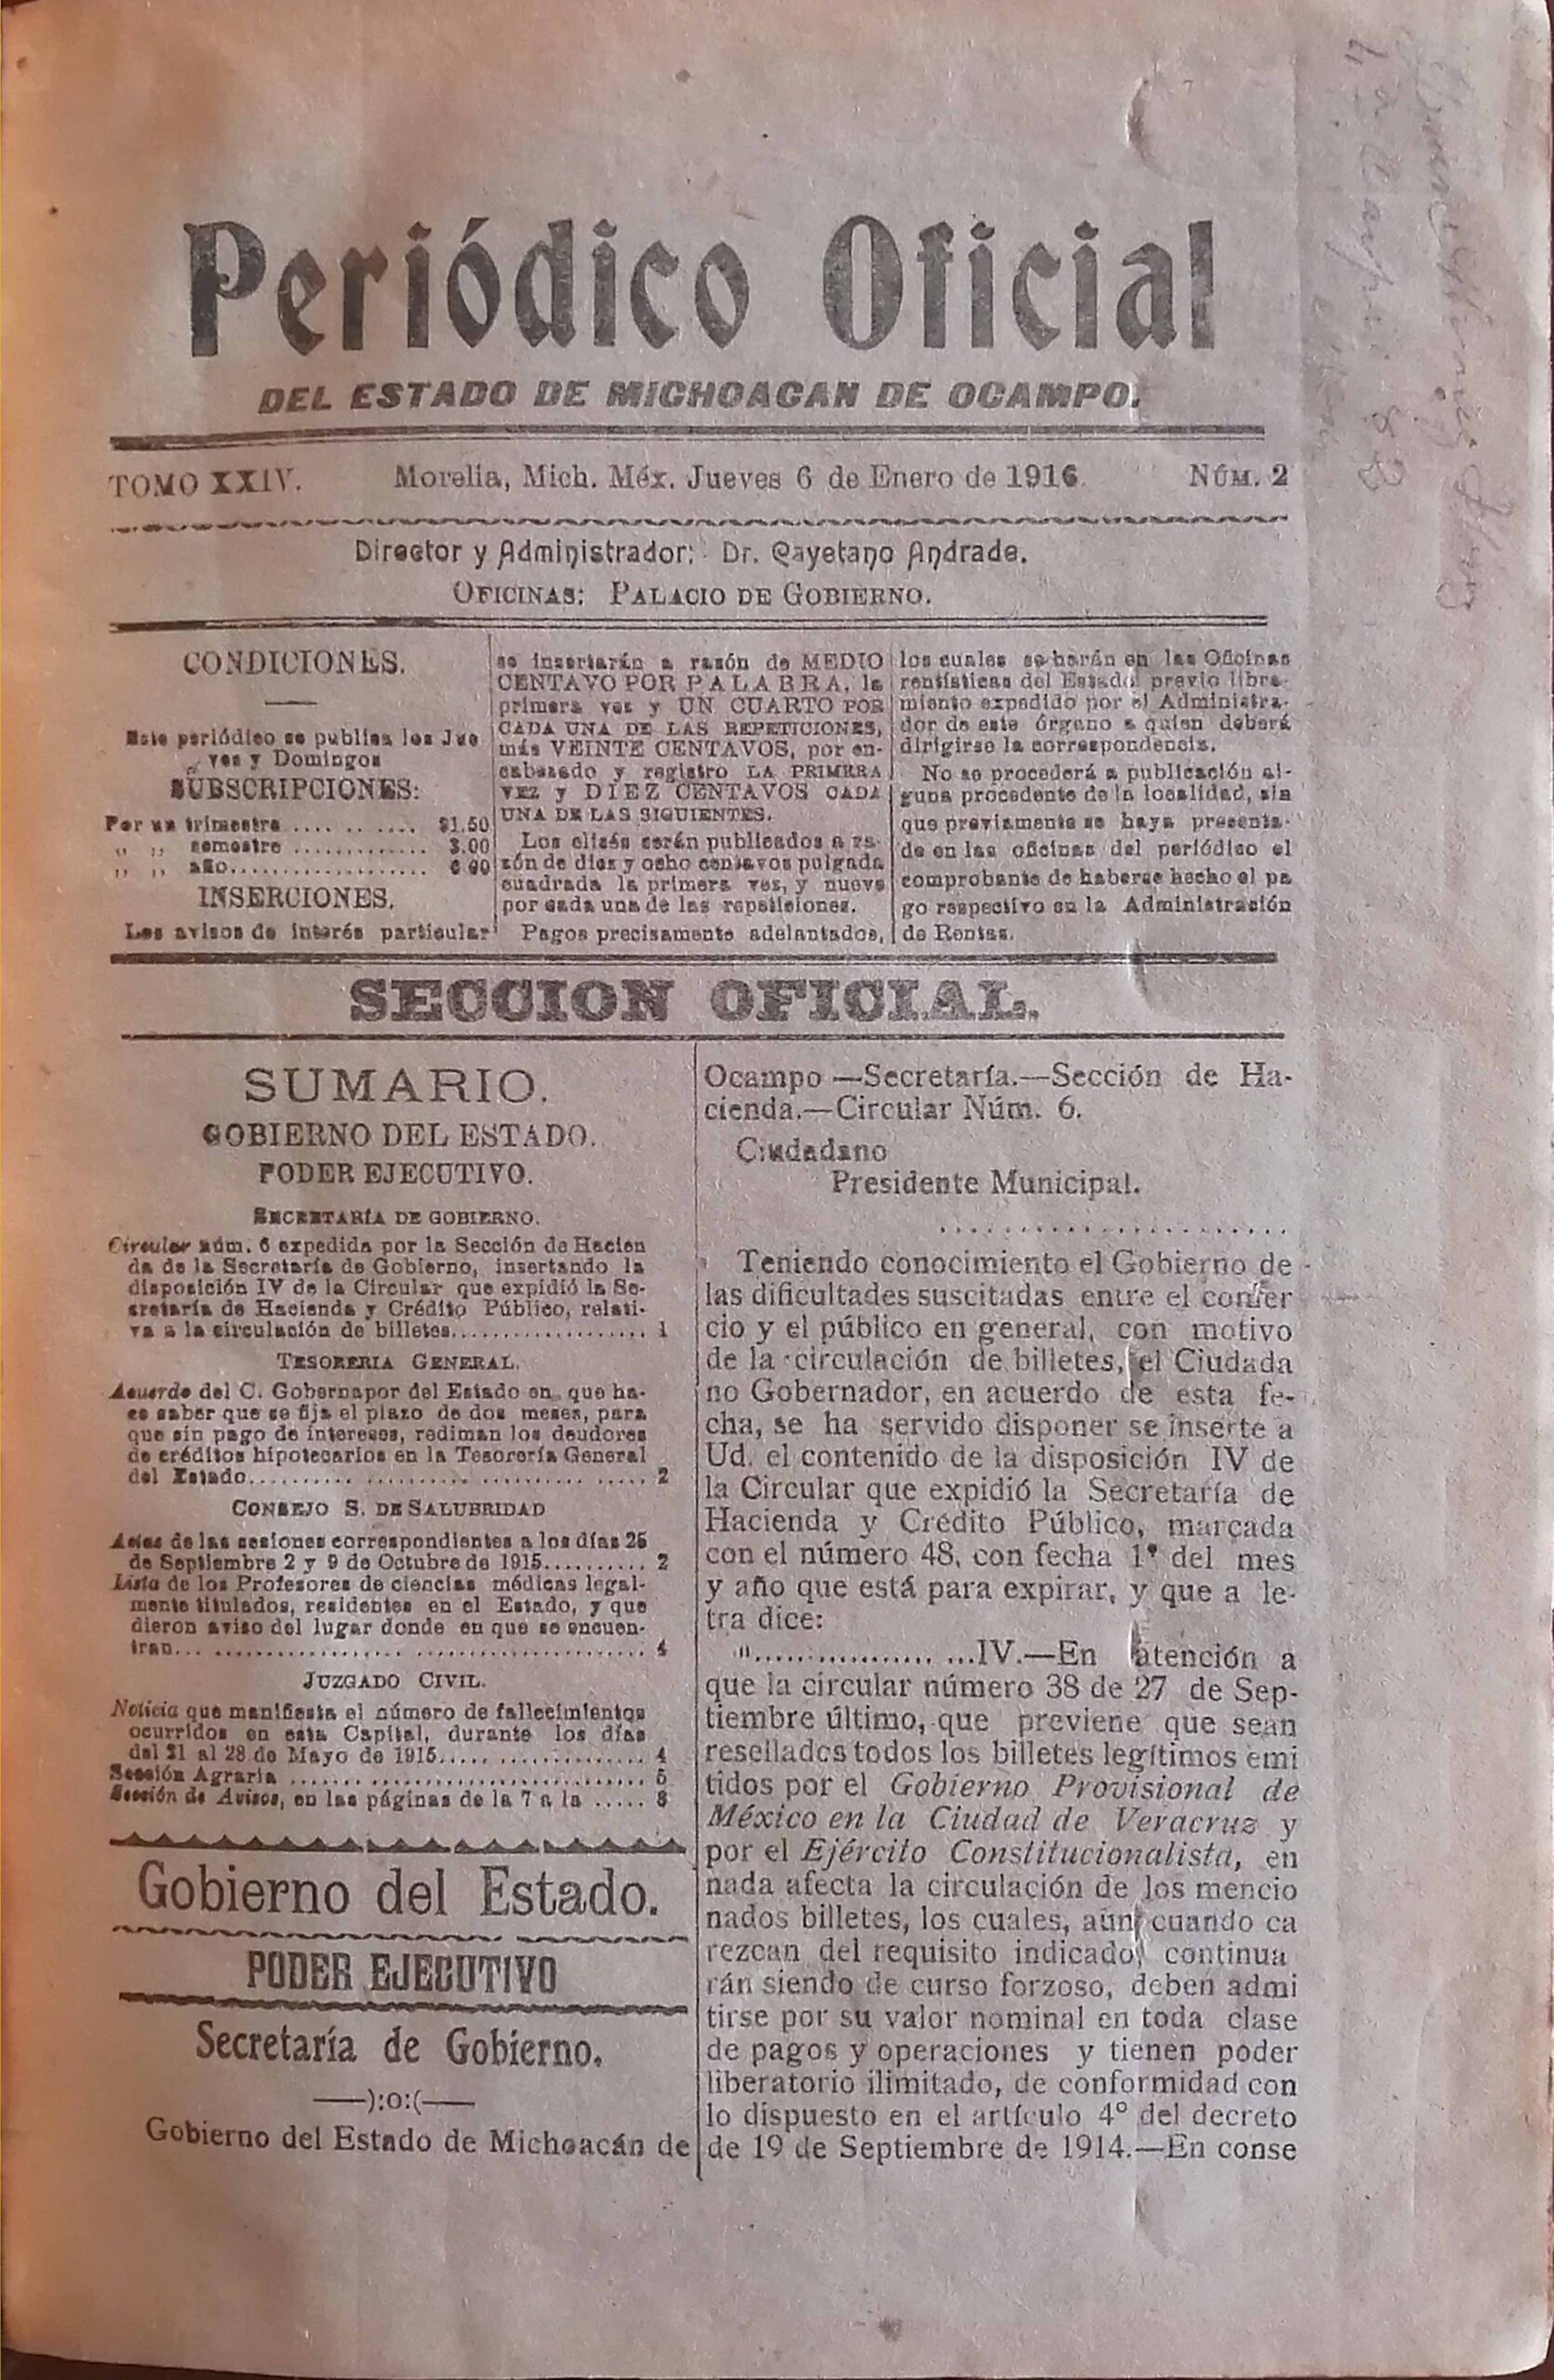 Periódico Oficial
DEL ESTADO DE MICHOACAN DE OCAMPO.
TOMO XXIV. Morelia, Mich. Méx. Jueves 6 de Enero de 1916. NÚM. 2
Director y Administrador: Dr. Cayetano Andrade.
OFICINAS: PALACIO DE GOBIERNO.
CONDICIONES.
Este periódico se publica los Jue
ves y Domingos
SUBSCRIPCIONES:
Por un trimestre .... .. .... $1.50
,, ,, semestre ............. 3.00
,, ,, año................... 6 00
INSERCIONES.
Los avisos de interés particular
se insertarán a razón de MEDIO
CENTAVO POR PALABRA, la
primera vez y UN CUARTO POR
CADA UNA DE LAS REPETICIONES,
más VEINTE CENTAVOS, por en-
cabezado y registro LA PRIMERA
VEZ y DIEZ CENTAVOS CADA
UNA DE LAS SIGUIENTES.
Los clisés serán publicados a ra-
zón de diez y ocho centavos pulgada
cuadrada la primera vez, y nueve
por cada una de las repeticiones.
Pagos precisamente adelantados,
los cuales se harán en las Oficinas
rentísticas del Estado previo libra-
miento expedido por el Administra-
dor de este órgano a quien deberá
dirigirse la correspondencia.
No se procederá a publicación al-
guna procedente de la localidad, sin
que previamente se haya presenta-
de en las oficinas del periódico el
comprobante de haberse hecho el pa
go respectivo en la Administración
de Rentas.
SECCION OFICIAL.
SUMARIO.
GOBIERNO DEL ESTADO.
PODER EJECUTIVO.
SECRETARÍA DE GOBIERNO.
Circular núm. 6 expedida por la Sección de Hacien
da de la Secretaría de Gobierno, insertando la
disposición IV de la Circular que expidió la Se-
cretaría de Hacienda y Crédito Público, relati-
va a la circulación de billetes................... 1
TESORERIA GENERAL.
Acuerdo del C. Gobernapor del Estado en que ha-
ce saber que se fija el plazo de dos meses, para
que sin pago de intereses, rediman los deudores
de créditos hipotecarios en la Tesorería General
del Estado.......... .................. ..... 2
CONSEJO S. DE SALUBRIDAD
Actas de las sesiones correspondientes a los días 25
de Septiembre 2 y 9 de Octubre de 1915.......... 2
Lista de los Profesores de ciencias médicas legal-
mente titulados, residentes en el Estado, y que
dieron aviso del lugar donde en que se encuen-
tran... ........................................ 4
JUZGADO CIVIL.
Noticia que manifiesta el número de fallecimientos
ocurridos en esta Capital, durante los días
del 21 al 28 de Mayo de 1915..... ............... 4
Sección Agraria ................................... 5
Sección de Avisos, en las páginas de la 7 a la ..... 8
Gobierno del Estado.
PODER EJECUTIVO
Secretaría de Gobierno.
——):o:(——
Gobierno del Estado de Michoacán de
Ocampo —Secretaría.—Sección de Ha-
cienda.—Circular Núm. 6.
Ciudadano
Presidente Municipal.
......................
Teniendo conocimiento el Gobierno de
las dificultades suscitadas entre el comer
cio y el público en general, con motivo
de la circulación de billetes, el Ciudada
no Gobernador, en acuerdo de esta fe-
cha, se ha servido disponer se inserte a
Ud. el contenido de la disposición IV de
la Circular que expidió la Secretaría de
Hacienda y Crédito Público, marcada
con el número 48, con fecha 1º del mes
y año que está para expirar, y que a le-
tra dice:
"................. ...IV.—En atención a
que la circular número 38 de 27 de Sep-
tiembre último, que previene que sean
resellados todos los billetes legítimos emi
tidos por el Gobierno Provisional de
México en la Ciudad de Veracruz y
por el Ejército Constitucionalista, en
nada afecta la circulación de los mencio
nados billetes, los cuales, aún cuando ca
rezcan del requisito indicado, continua
rán siendo de curso forzoso, deben admi
tirse por su valor nominal en toda clase
de pagos y operaciones y tienen poder
liberatorio ilimitado, de conformidad con
lo dispuesto en el artículo 4º del decreto
de 19 de Septiembre de 1914.—En conse